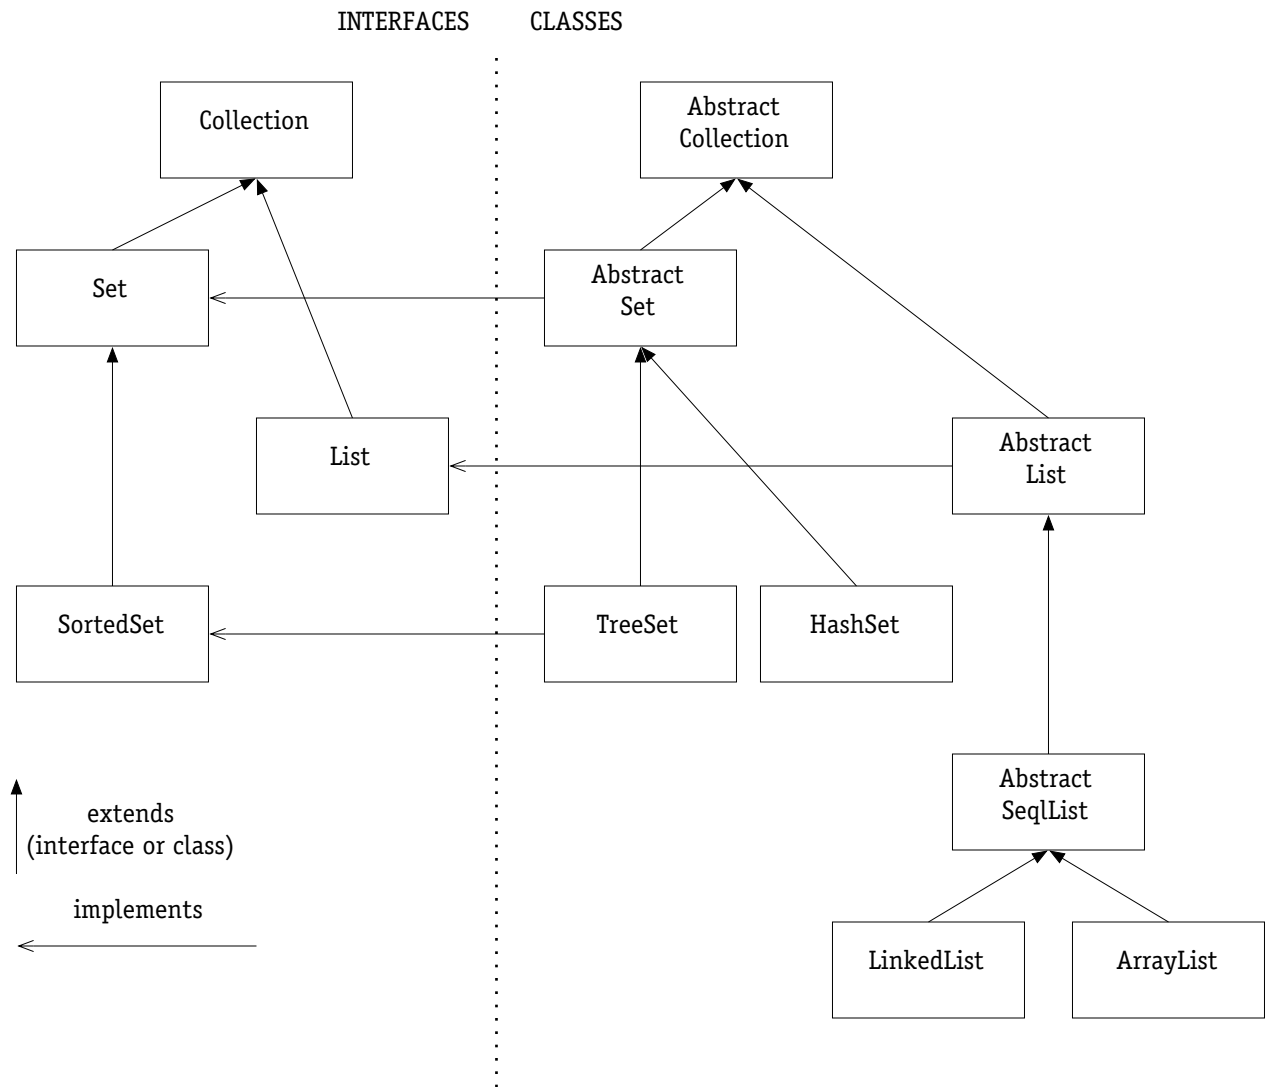 INTERFACES
CLASSES
Collection
Abstract
Collection
Set
Abstract
Set
List
Abstract
List
SortedSet
TreeSet
HashSet
Abstract
SeqlList
extends
(interface or class)
implements
LinkedList
ArrayList